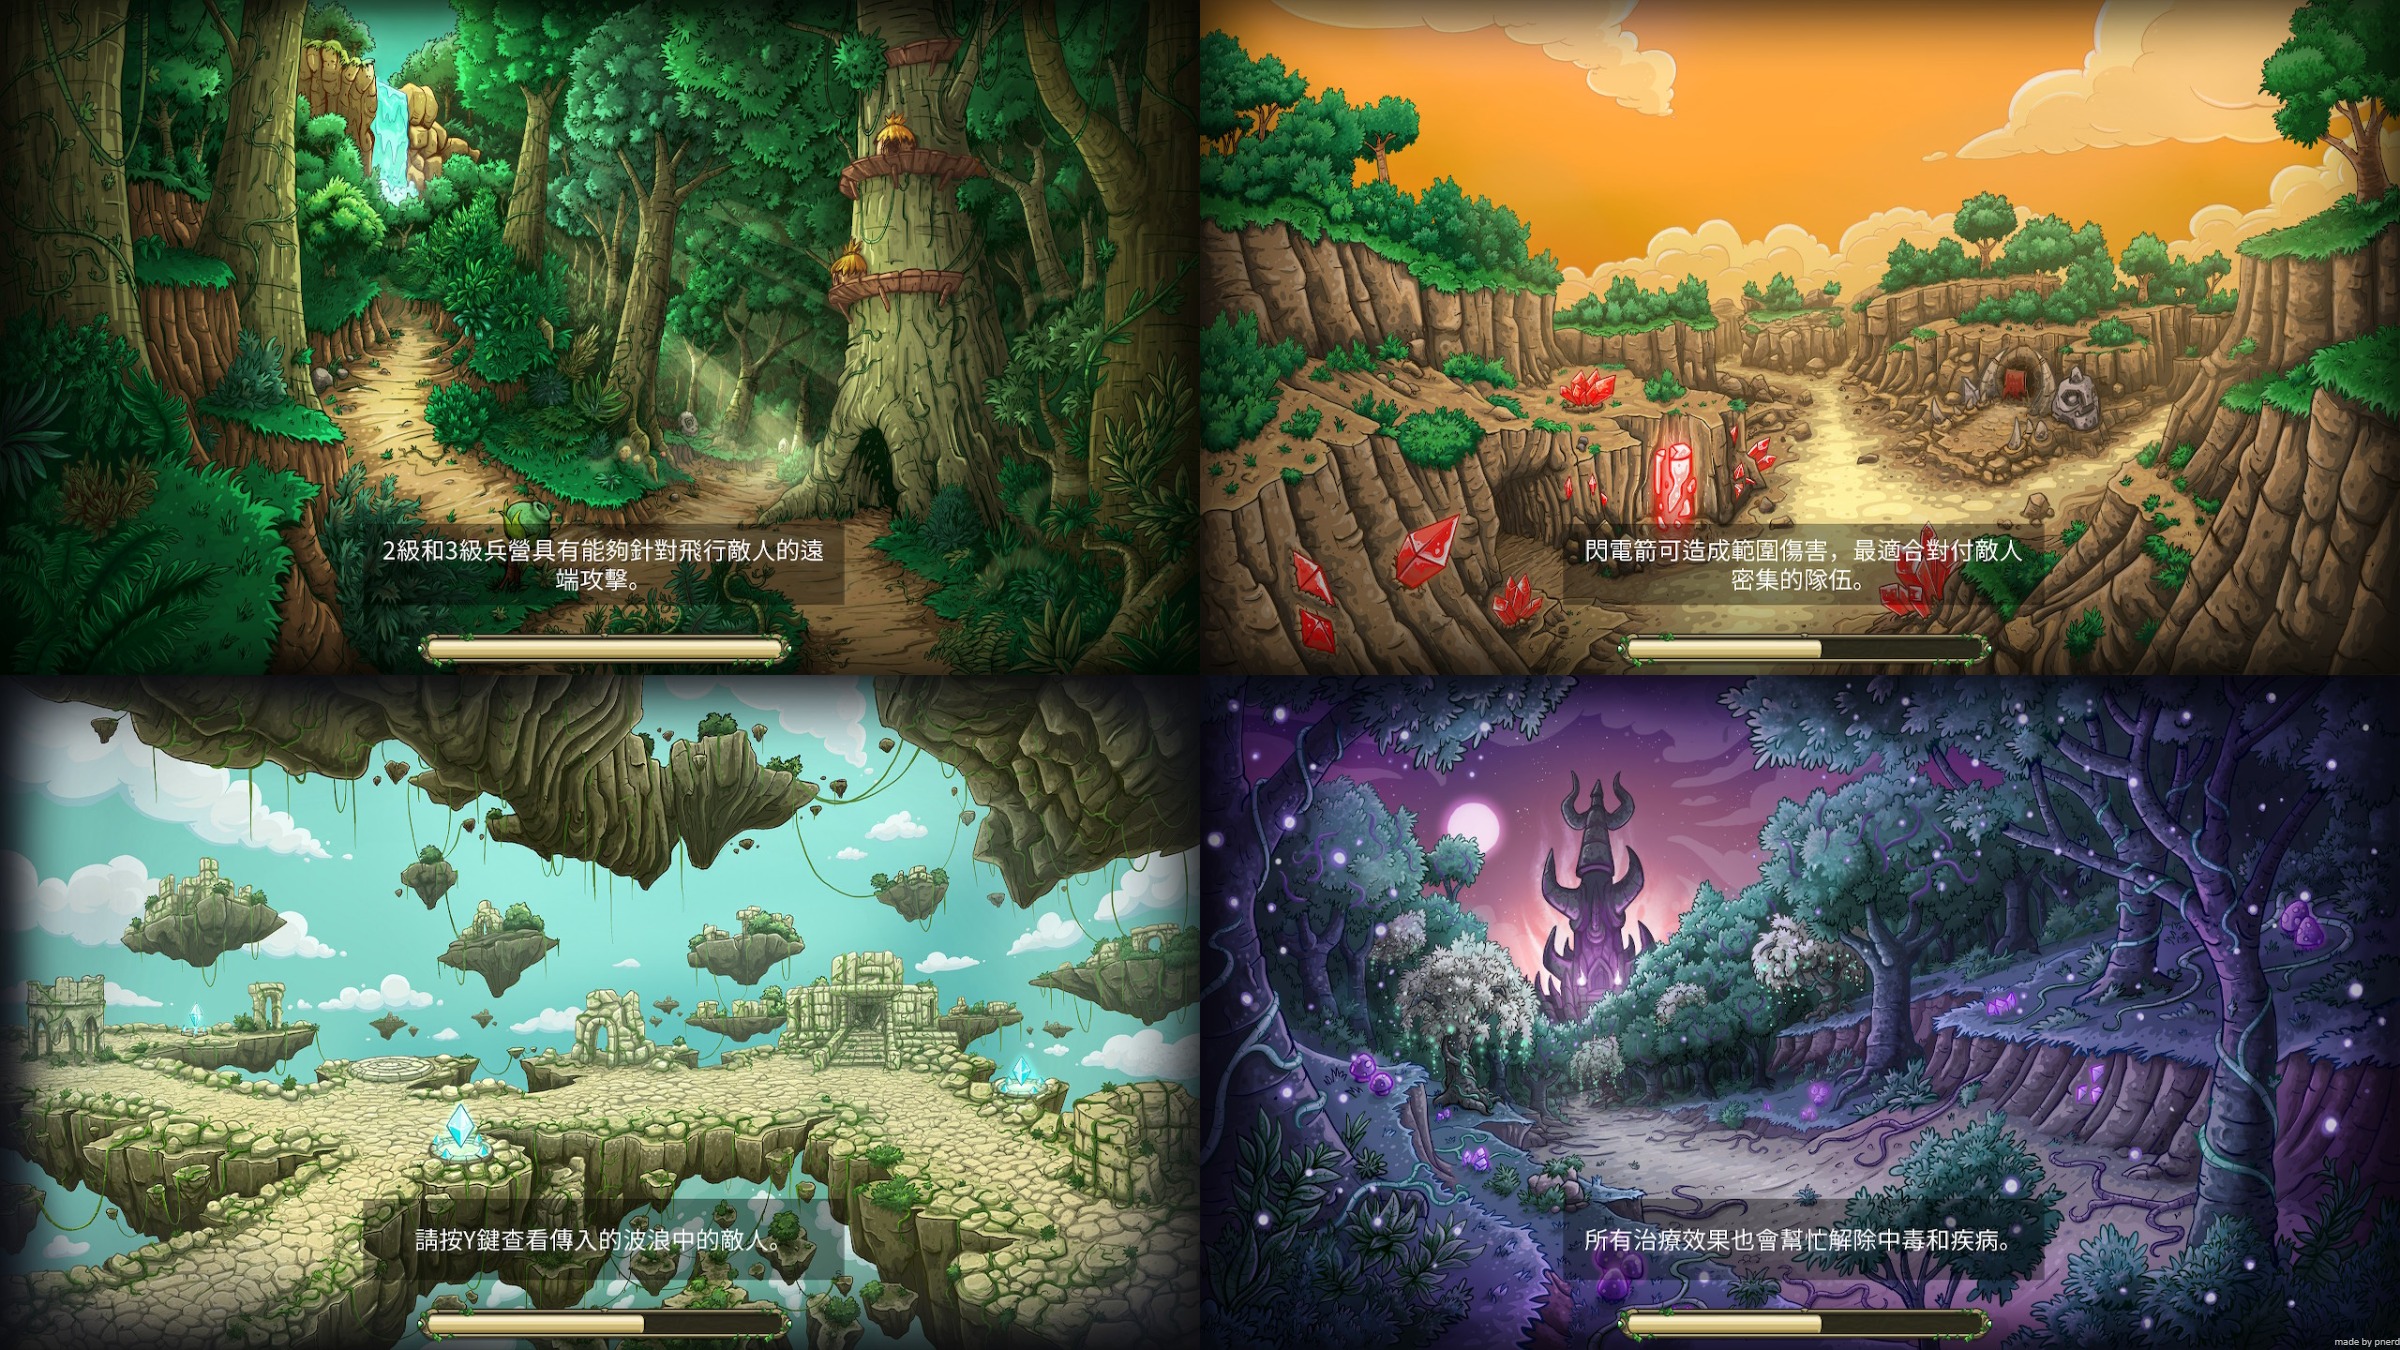 2級和3級兵營具有能夠針對飛行敵人的遠
端攻擊。
閃電箭可造成範圍傷害，最適合對付敵人
密集的隊伍。
請按Y鍵查看傳入的波浪中的敵人。
所有治療效果也會幫忙解除中毒和疾病。
made by pnerd